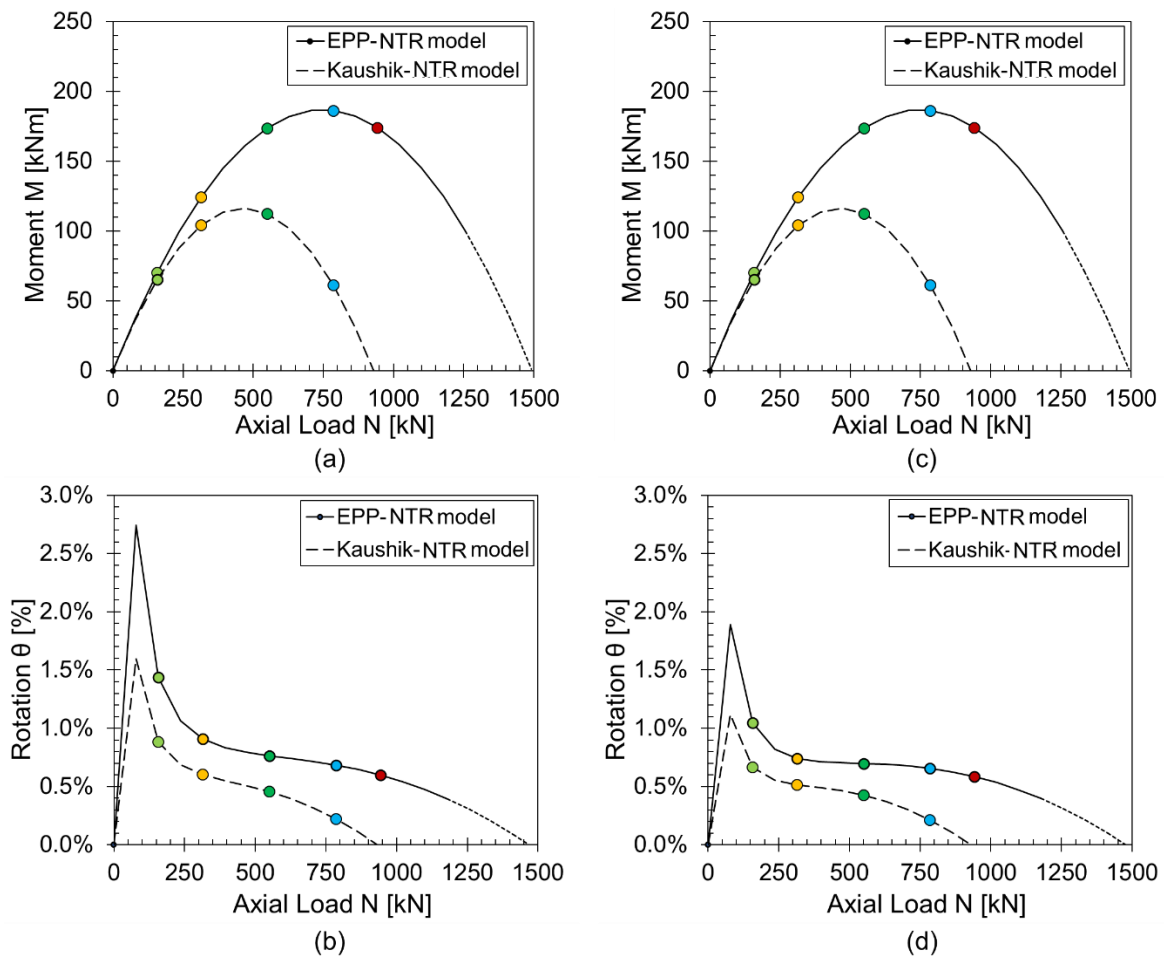 250
200
150
100
50
0
Moment M [kNm]
EPP-NTR model
Kaushik-NTR model
0 250 500 750 1000 1250 1500
Axial Load N [kN]
(a)
250
200
150
100
50
0
Moment M [kNm]
EPP-NTR model
Kaushik-NTR model
0 250 500 750 1000 1250 1500
Axial Load N [kN]
(c)
3.0%
2.5%
2.0%
1.5%
1.0%
0.5%
0.0%
Rotation θ [%]
EPP-NTR model
Kaushik-NTR model
0 250 500 750 1000 1250 1500
Axial Load N [kN]
(b)
3.0%
2.5%
2.0%
1.5%
1.0%
0.5%
0.0%
Rotation θ [%]
EPP-NTR model
Kaushik-NTR model
0 250 500 750 1000 1250 1500
Axial Load N [kN]
(d)